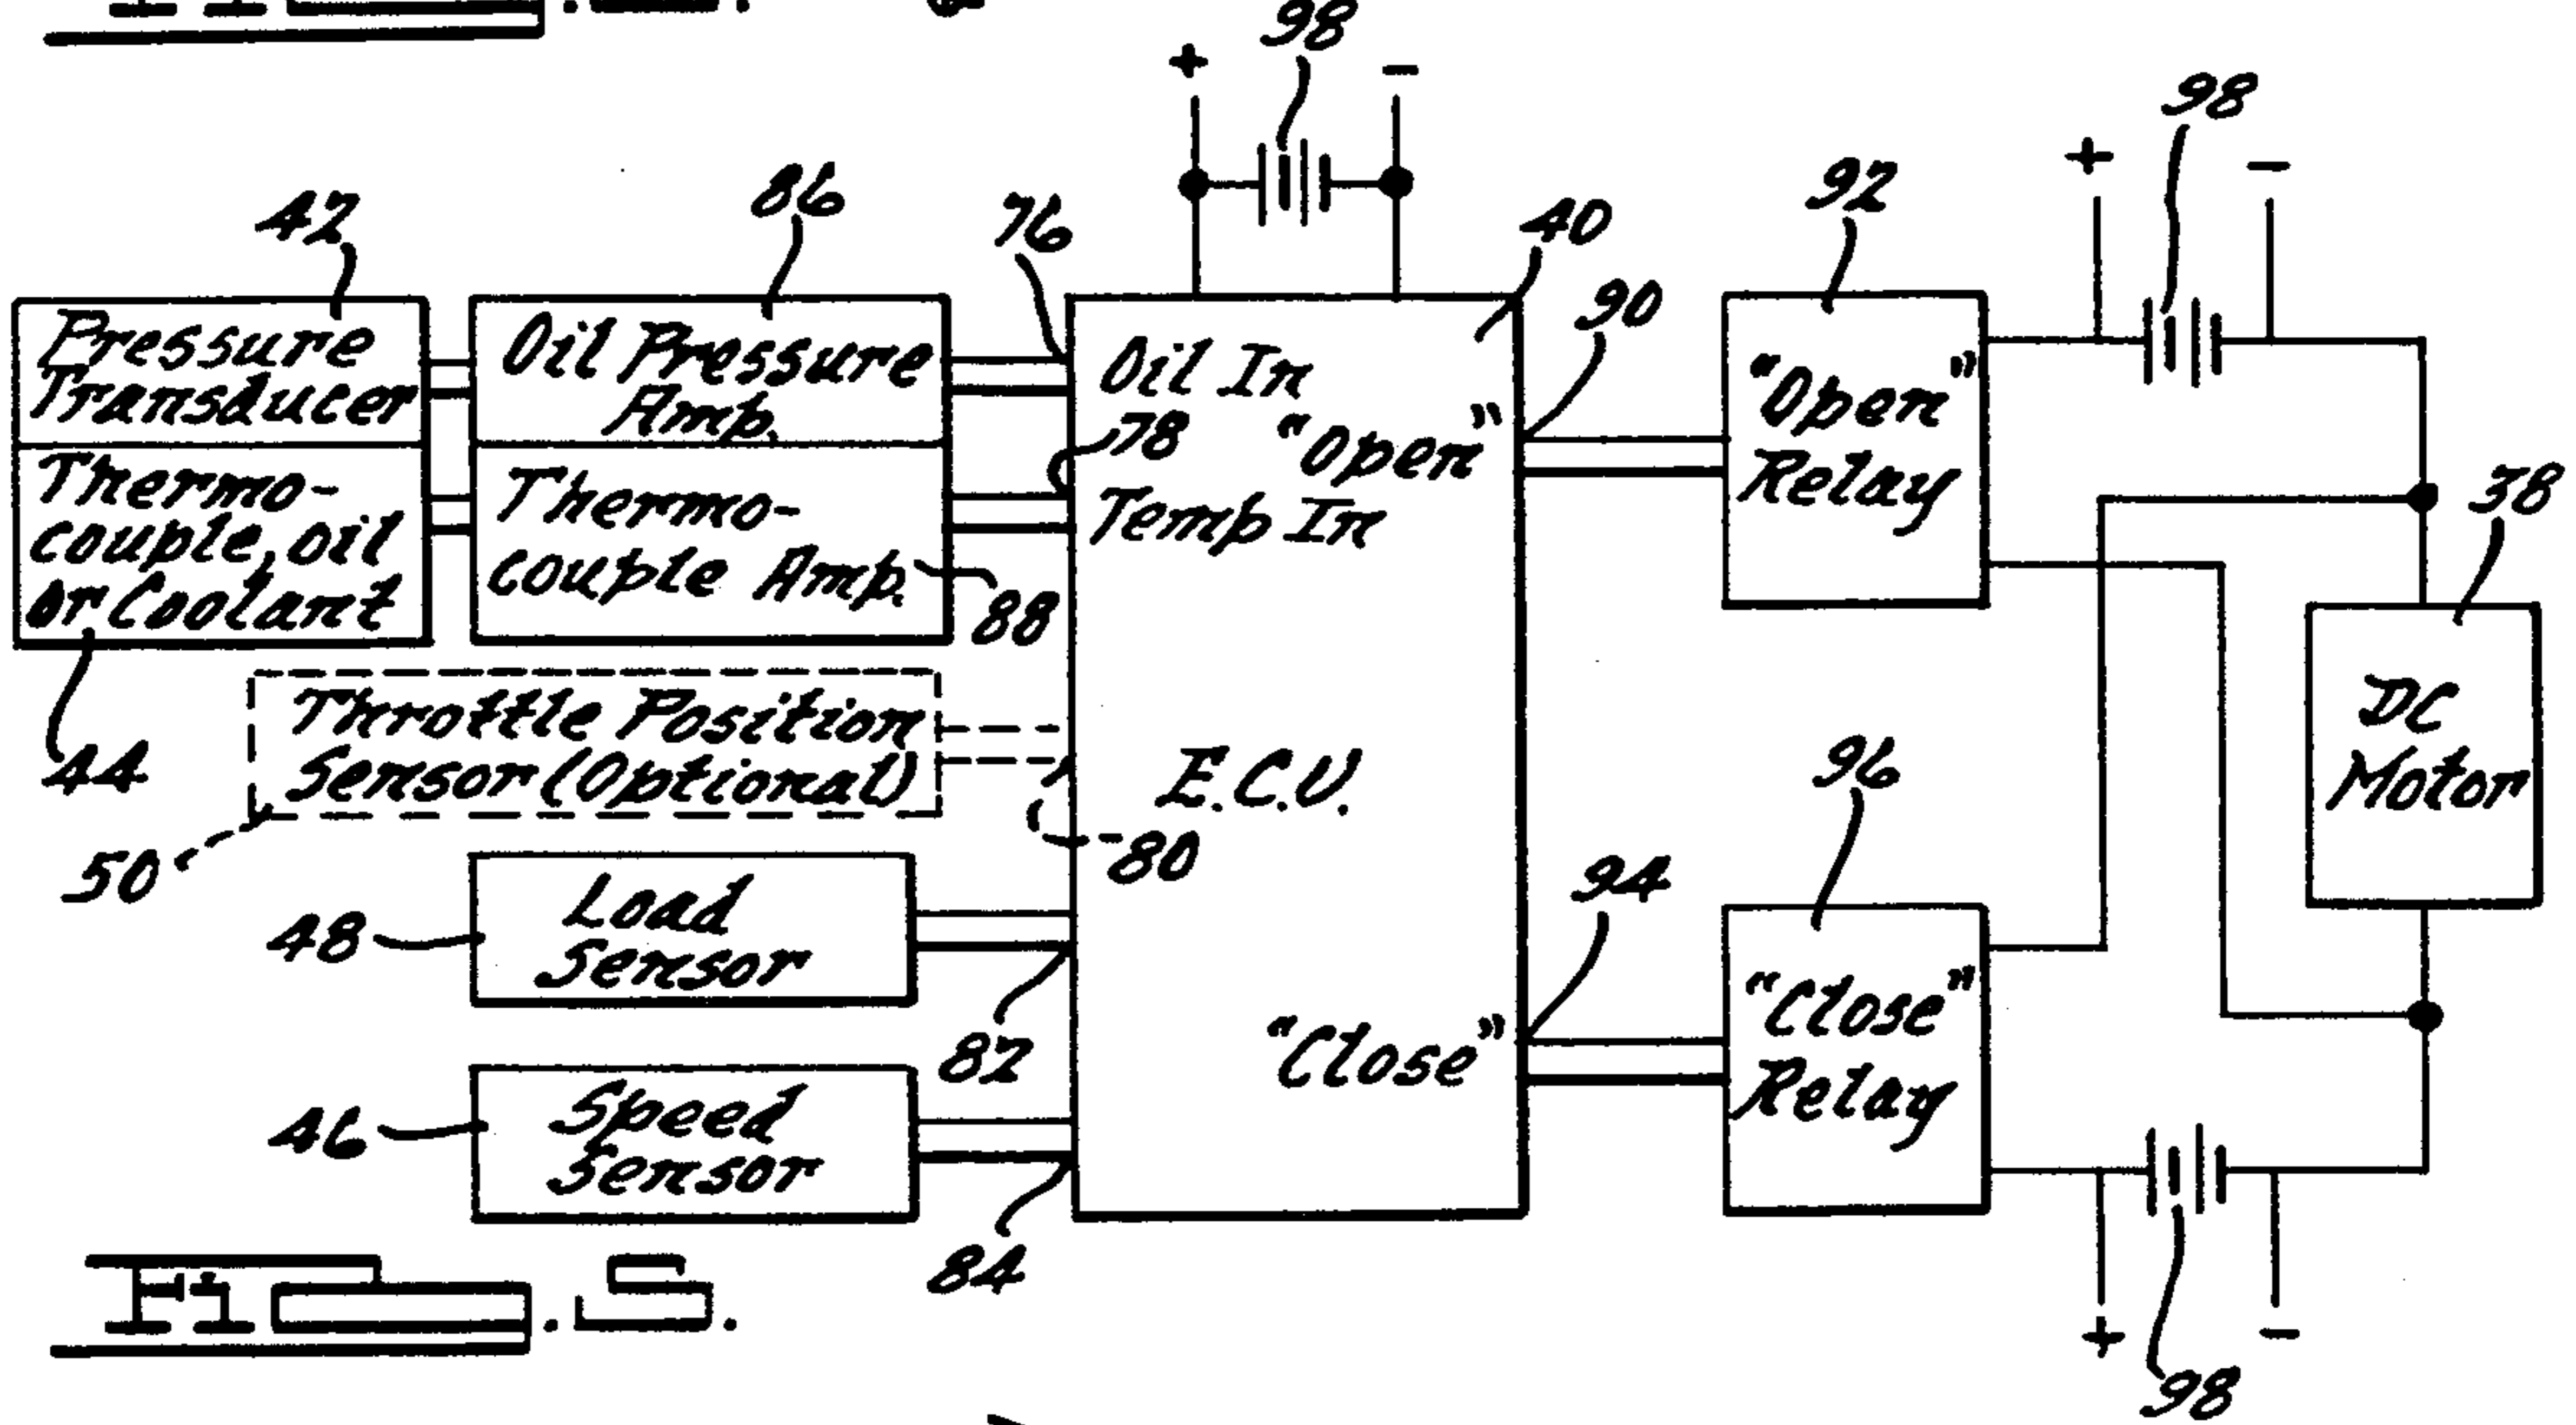 98
+ -
98
+ -
42
86
76
40
90
92
Pressure
Transducer
Oil Pressure
Amp.
Oil In
"Open"
78
Temp In
"Open"
Relay
38
Thermo-
couple, oil
or Coolant
Thermo-
couple Amp.
88
44
Throttle Position
Sensor (Optional)
50
80
E.C.U.
DC
Motor
96
48
Load
Sensor
82
94
"Close"
"Close"
Relay
46
Speed
Sensor
84
+ -
98
Fig. 5.